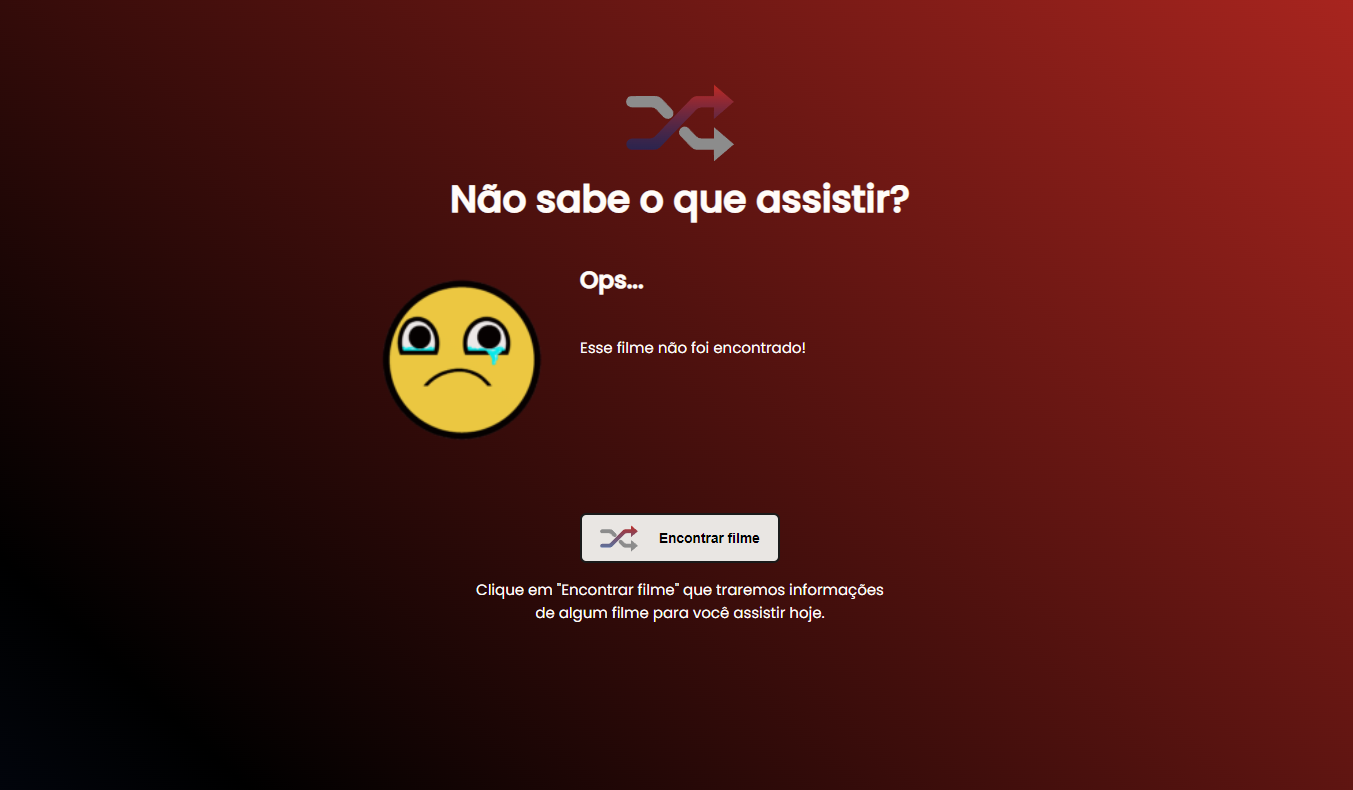 Não sabe o que assistir?
Ops...
Esse filme não foi encontrado!
Encontrar filme
Clique em "Encontrar filme" que traremos informações
de algum filme para você assistir hoje.